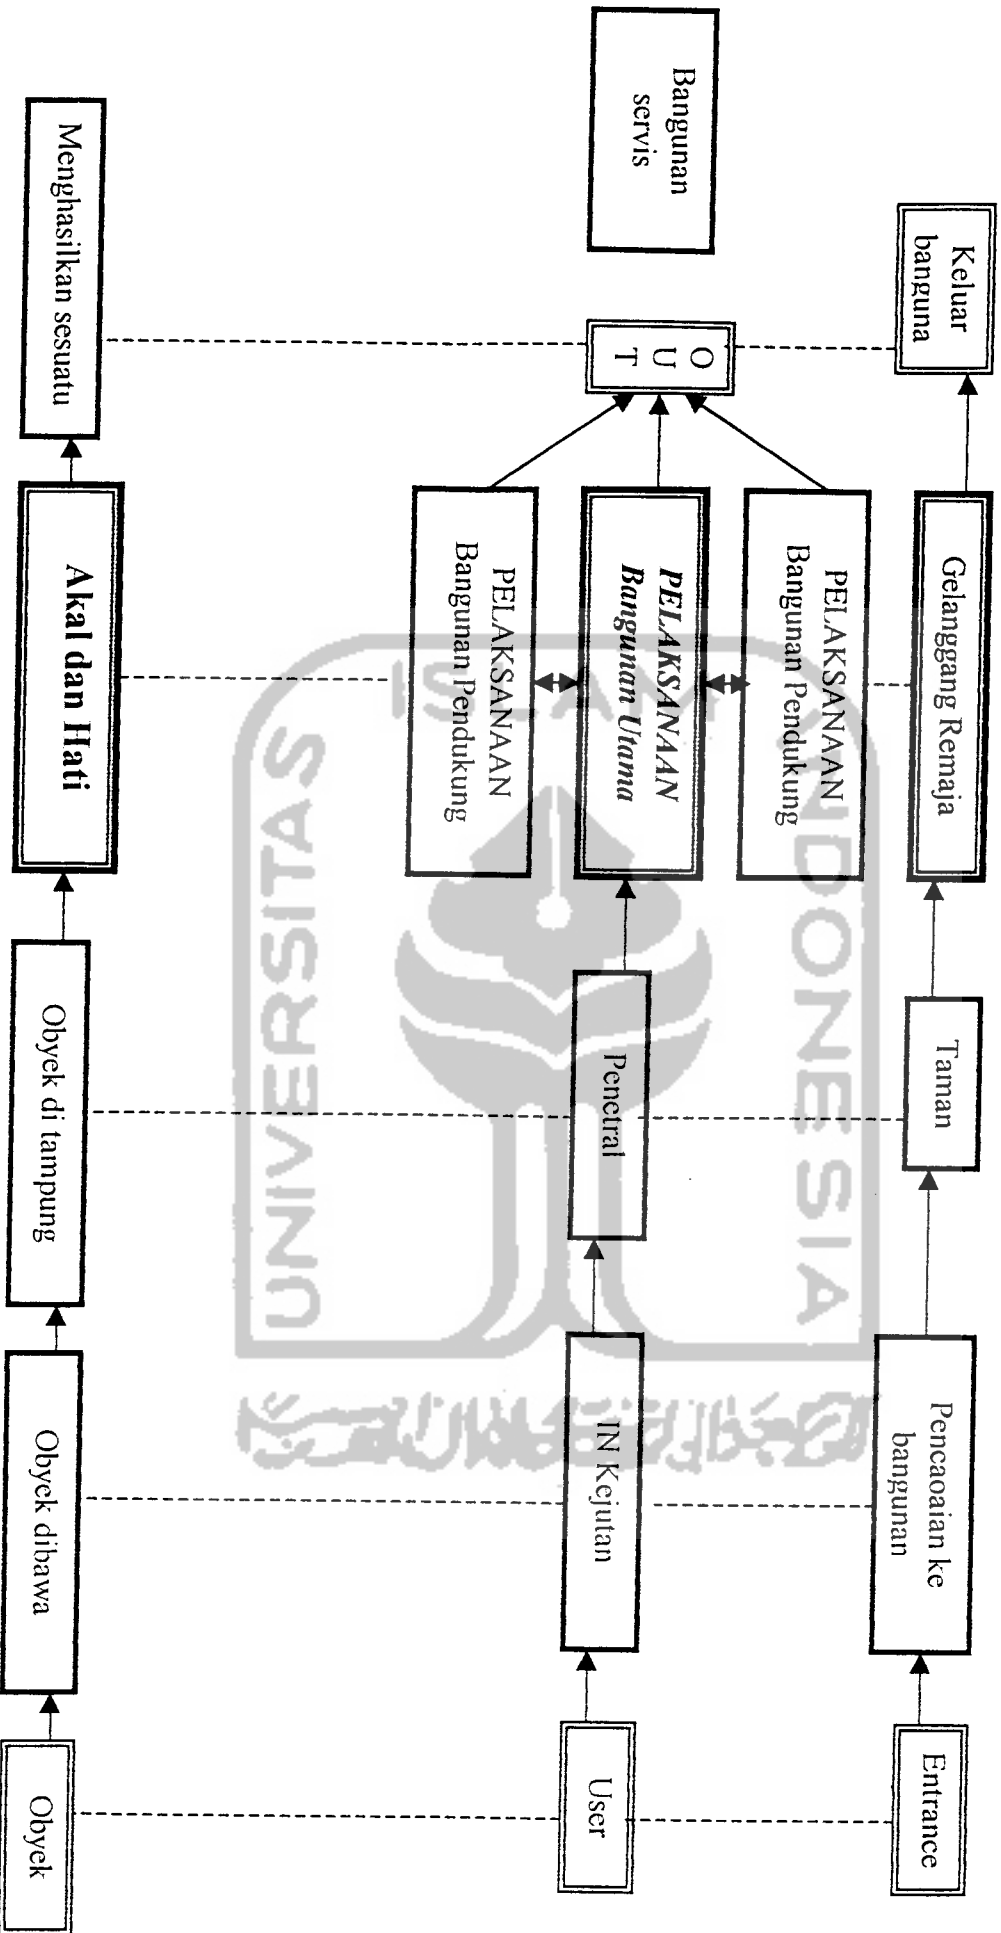 Keluar
banguna
Gelanggang Remaja
Taman
Pencaoaian ke
bangunan
Entrance
Bangunan
servis
O
U
T
PELAKSANAAN
Bangunan Pendukung
PELAKSANAAN
Bangunan Utama
PELAKSANAAN
Bangunan Pendukung
Penetral
IN Kejutan
User
Menghasilkan sesuatu
Akal dan Hati
Obyek di tampung
Obyek dibawa
Obyek
UNIVERSITAS
ISLAM
INDONESIA